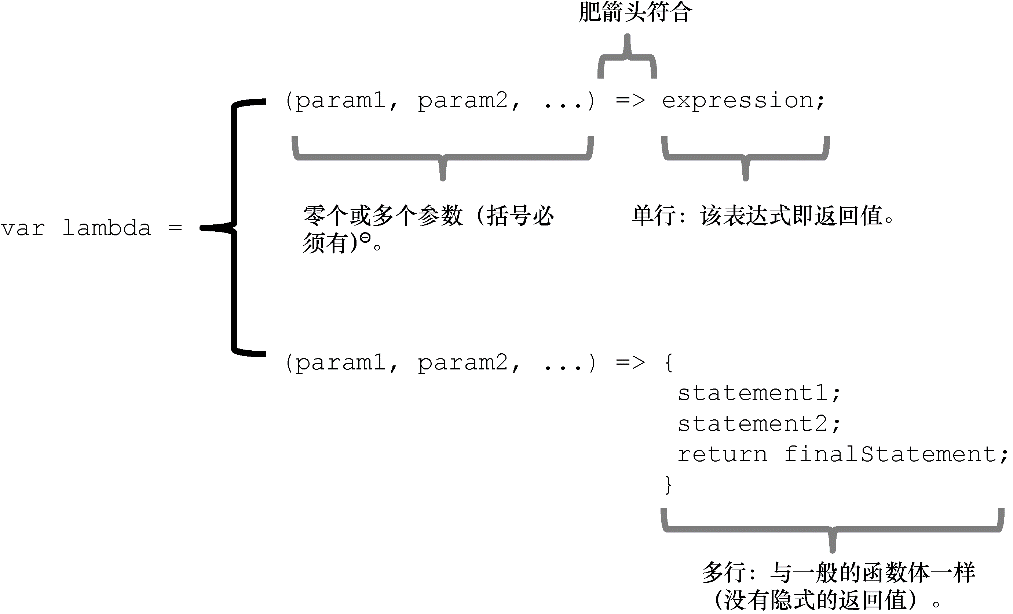 肥箭头符合
(param1, param2, ...) => expression;
零个或多个参数（括号必
须有)⊖。
单行：该表达式即返回值。
var lambda =
(param1, param2, ...) => {
statement1;
statement2;
return finalStatement;
}
多行：与一般的函数体一样
（没有隐式的返回值）。